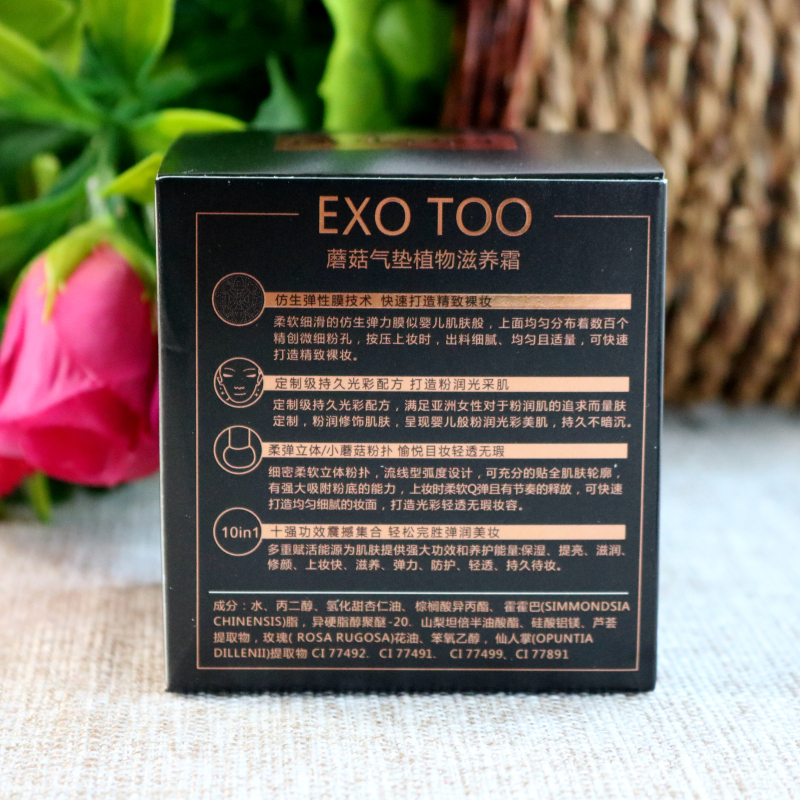 EXO TOO
蘑菇气垫植物滋养霜
仿生弹性膜技术 快速打造精致裸妆
柔软细滑的仿生弹力膜似婴儿肌肤般，上面均匀分布着数百个
精创微细粉孔，按压上妆时，出料细腻、均匀且适量，可快速
打造精致裸妆。
定制级持久光彩配方 打造粉润光采肌
定制级持久光彩配方，满足亚洲女性对于粉润肌的追求而量肤
定制，粉润修饰肌肤，呈现婴儿般粉润光彩美肌，持久不暗沉。
柔弹立体/小蘑菇粉扑 愉悦目妆轻透无瑕
细密柔软立体粉扑，流线型弧度设计，可充分的贴全肌肤轮廓，
有强大吸附粉底的能力，上妆时柔软Q弹且有节奏的释放，可快速
打造均匀细腻的妆面，打造光彩轻透无瑕妆容。
10in1 十强功效震撼集合 轻松完胜弹润美妆
多重赋活能源为肌肤提供强大功效和养护能量:保湿、提亮、滋润、
修颜、上妆快、滋养、弹力、防护、轻透、持久待妆。
成分：水、丙二醇、氢化甜杏仁油、棕榈酸异丙酯、霍霍巴(SIMMONDSIA
CHINENSIS)脂，异硬脂醇聚醚-20、山梨坦倍半油酸酯、硅酸铝镁、芦荟
提取物，玫瑰( ROSA RUGOSA)花油、苯氧乙醇，仙人掌(OPUNTIA
DILLENII)提取物 CI 77492、CI 77491、CI 77499、CI 77891